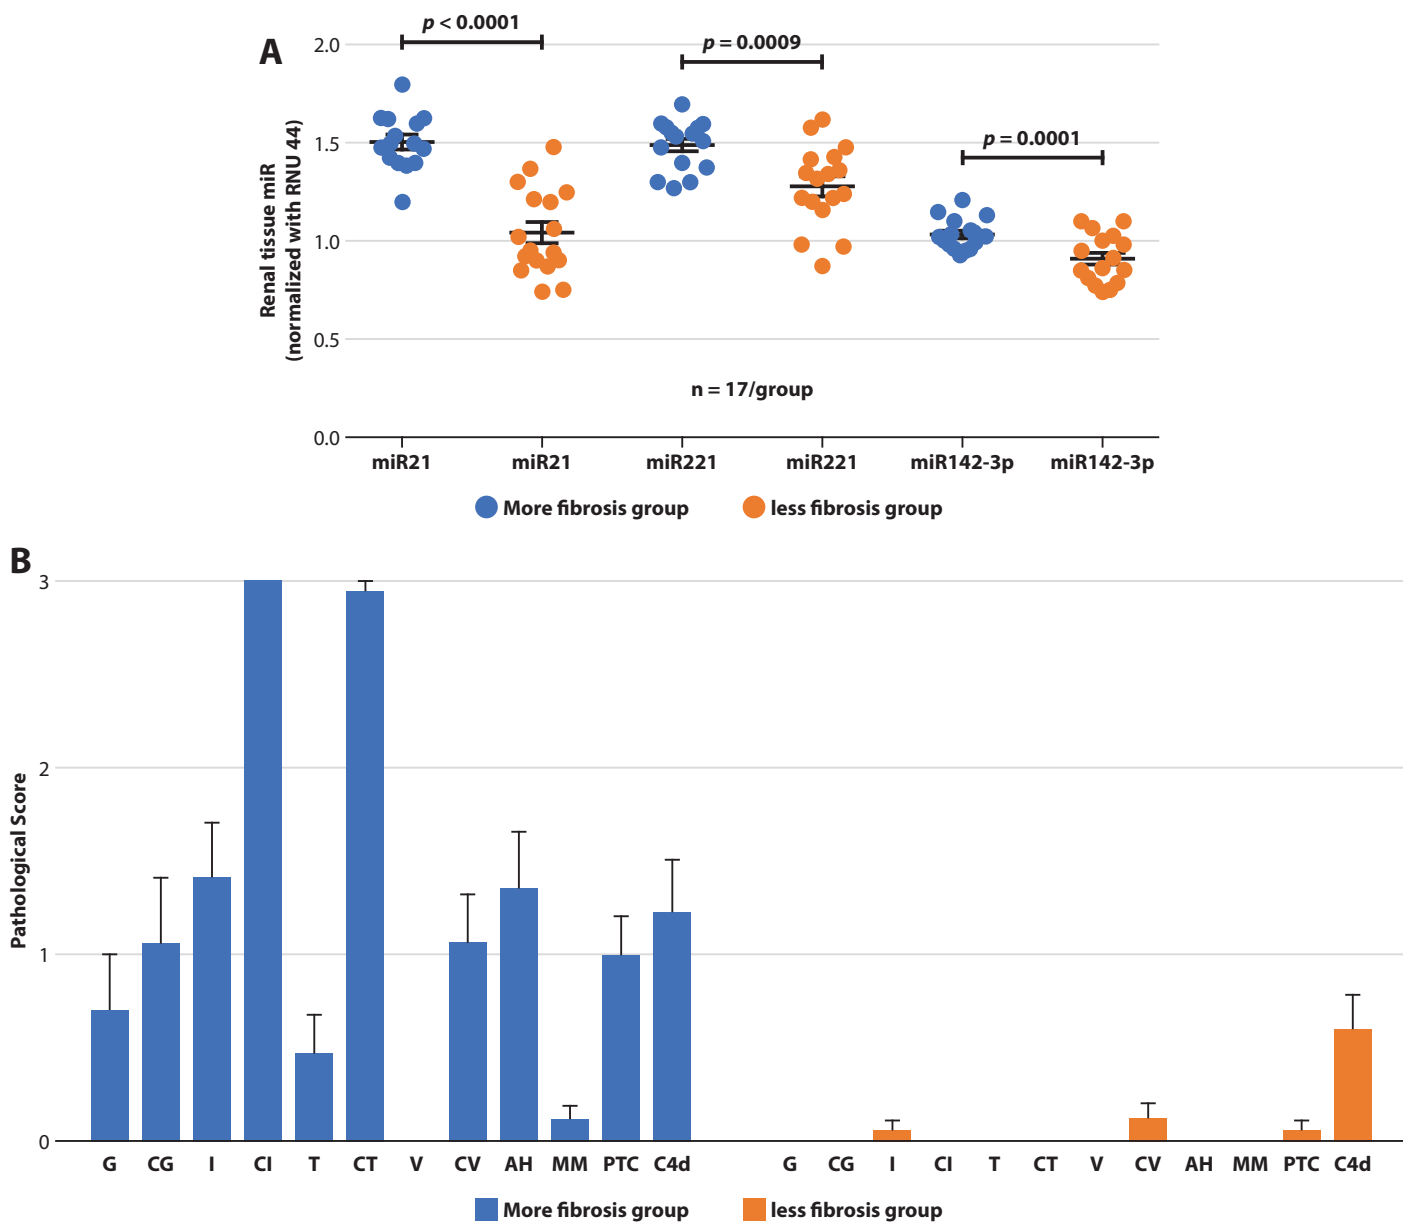 A
p < 0.0001
p = 0.0009
p = 0.0001
Renal tissue miR
(normalized with RNU 44)
2.0
1.5
1.0
0.5
0.0
n = 17/group
miR21 miR21 miR221 miR221 miR142-3p miR142-3p
More fibrosis group less fibrosis group
B
Pathological Score
3
2
1
0
G CG I CI T CT V CV AH MM PTC C4d G CG I CI T CT V CV AH MM PTC C4d
More fibrosis group less fibrosis group